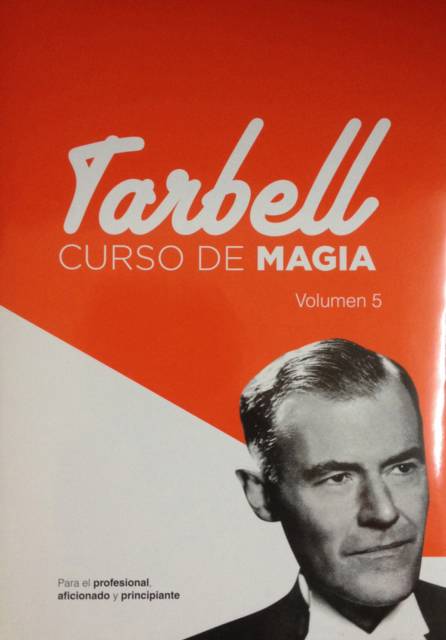 Tarbell
CURSO DE MAGIA
Volumen 5
Para el profesional,
aficionado y principiante